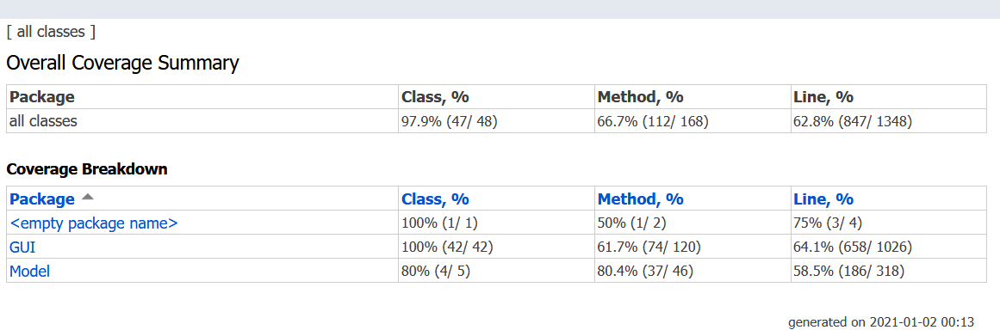 [ all classes ]
Overall Coverage Summary
Package Class, % Method, % Line, %
all classes 97.9% (47/ 48) 66.7% (112/ 168) 62.8% (847/ 1348)
Coverage Breakdown
Package Class, % Method, % Line, %
<empty package name> 100% (1/ 1) 50% (1/ 2) 75% (3/ 4)
GUI 100% (42/ 42) 61.7% (74/ 120) 64.1% (658/ 1026)
Model 80% (4/ 5) 80.4% (37/ 46) 58.5% (186/ 318)
generated on 2021-01-02 00:13